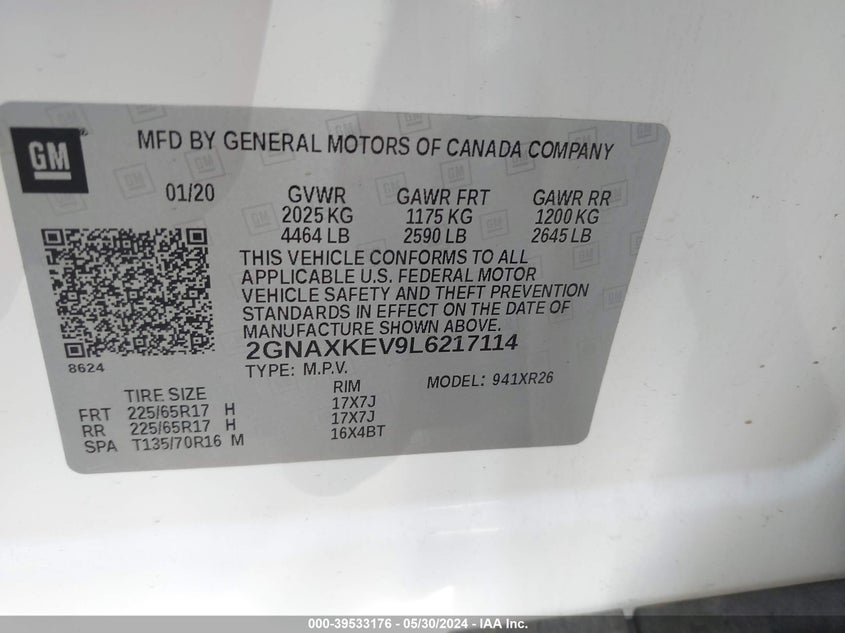 GM
MFD BY GENERAL MOTORS OF CANADA COMPANY
01/20 GVWR GAWR FRT GAWR RR
2025 KG 1175 KG 1200 KG
4464 LB 2590 LB 2645 LB
THIS VEHICLE CONFORMS TO ALL
APPLICABLE U.S. FEDERAL MOTOR
VEHICLE SAFETY AND THEFT PREVENTION
STANDARDS IN EFFECT ON THE DATE OF
MANUFACTURE SHOWN ABOVE.
2GNAXKEV9L6217114
8624
TYPE: M.P.V. MODEL: 941XR26
TIRE SIZE RIM
FRT 225/65R17 H 17X7J
RR 225/65R17 H 17X7J
SPA T135/70R16 M 16X4BT
000-39533176 - 05/30/2024 - IAA Inc.